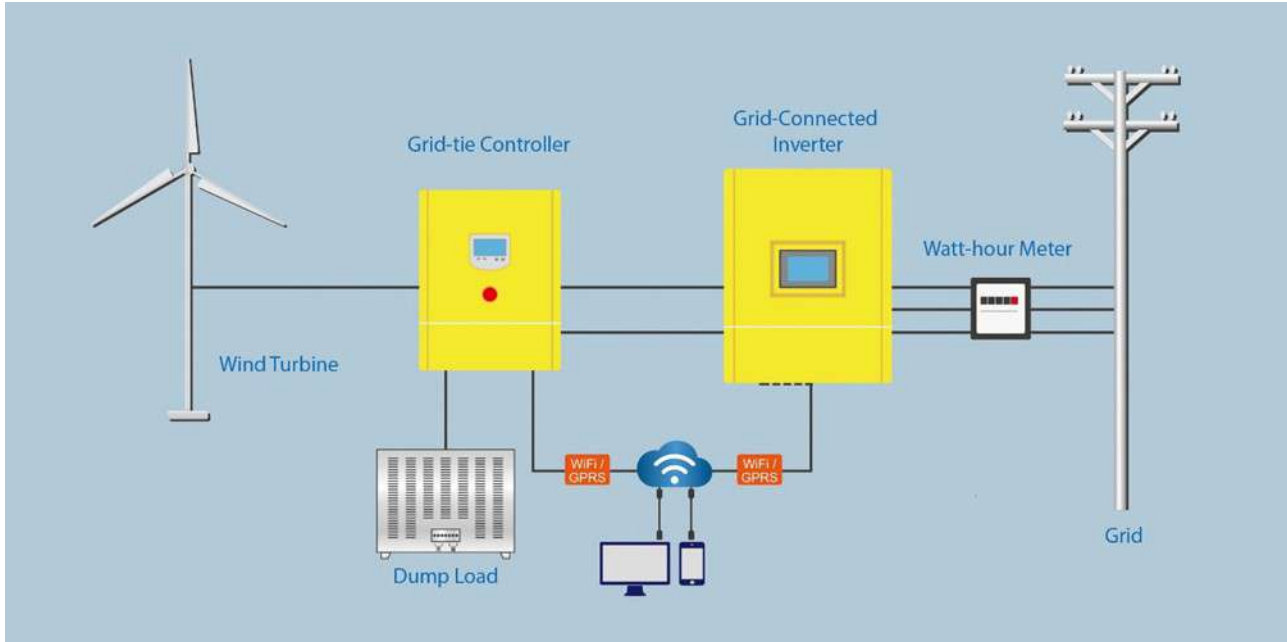 Grid-Connected
Inverter
Grid-tie Controller
Watt-hour Meter
Wind Turbine
WiFi /
GPRS
WiFi /
GPRS
Grid
Dump Load